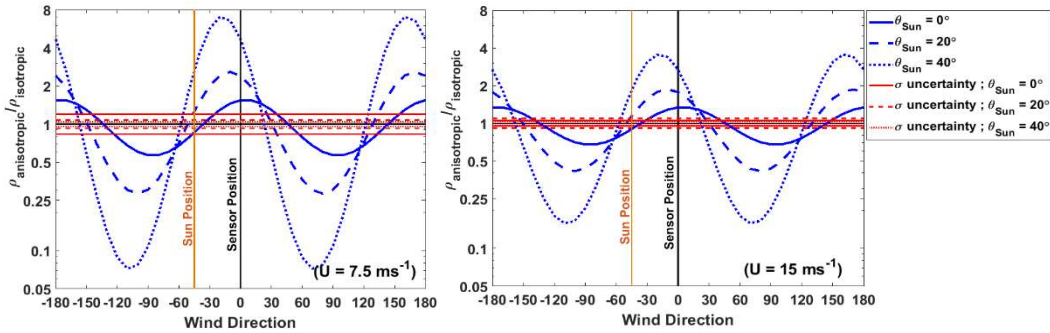 8
4
2
1
0.5
0.25
0.1
0.05
ρanisotropic/ρisotropic
Sun Position
Sensor Position
(U = 7.5 ms-1)
-180 -150 -120 -90 -60 -30 0 30 60 90 120 150 180
Wind Direction
8
4
2
1
0.5
0.25
0.1
0.05
ρanisotropic/ρisotropic
Sun Position
Sensor Position
(U = 15 ms-1)
-180 -150 -120 -90 -60 -30 0 30 60 90 120 150 180
Wind Direction
θSun = 0°
θSun = 20°
θSun = 40°
σ uncertainty ; θSun = 0°
σ uncertainty ; θSun = 20°
σ uncertainty ; θSun = 40°